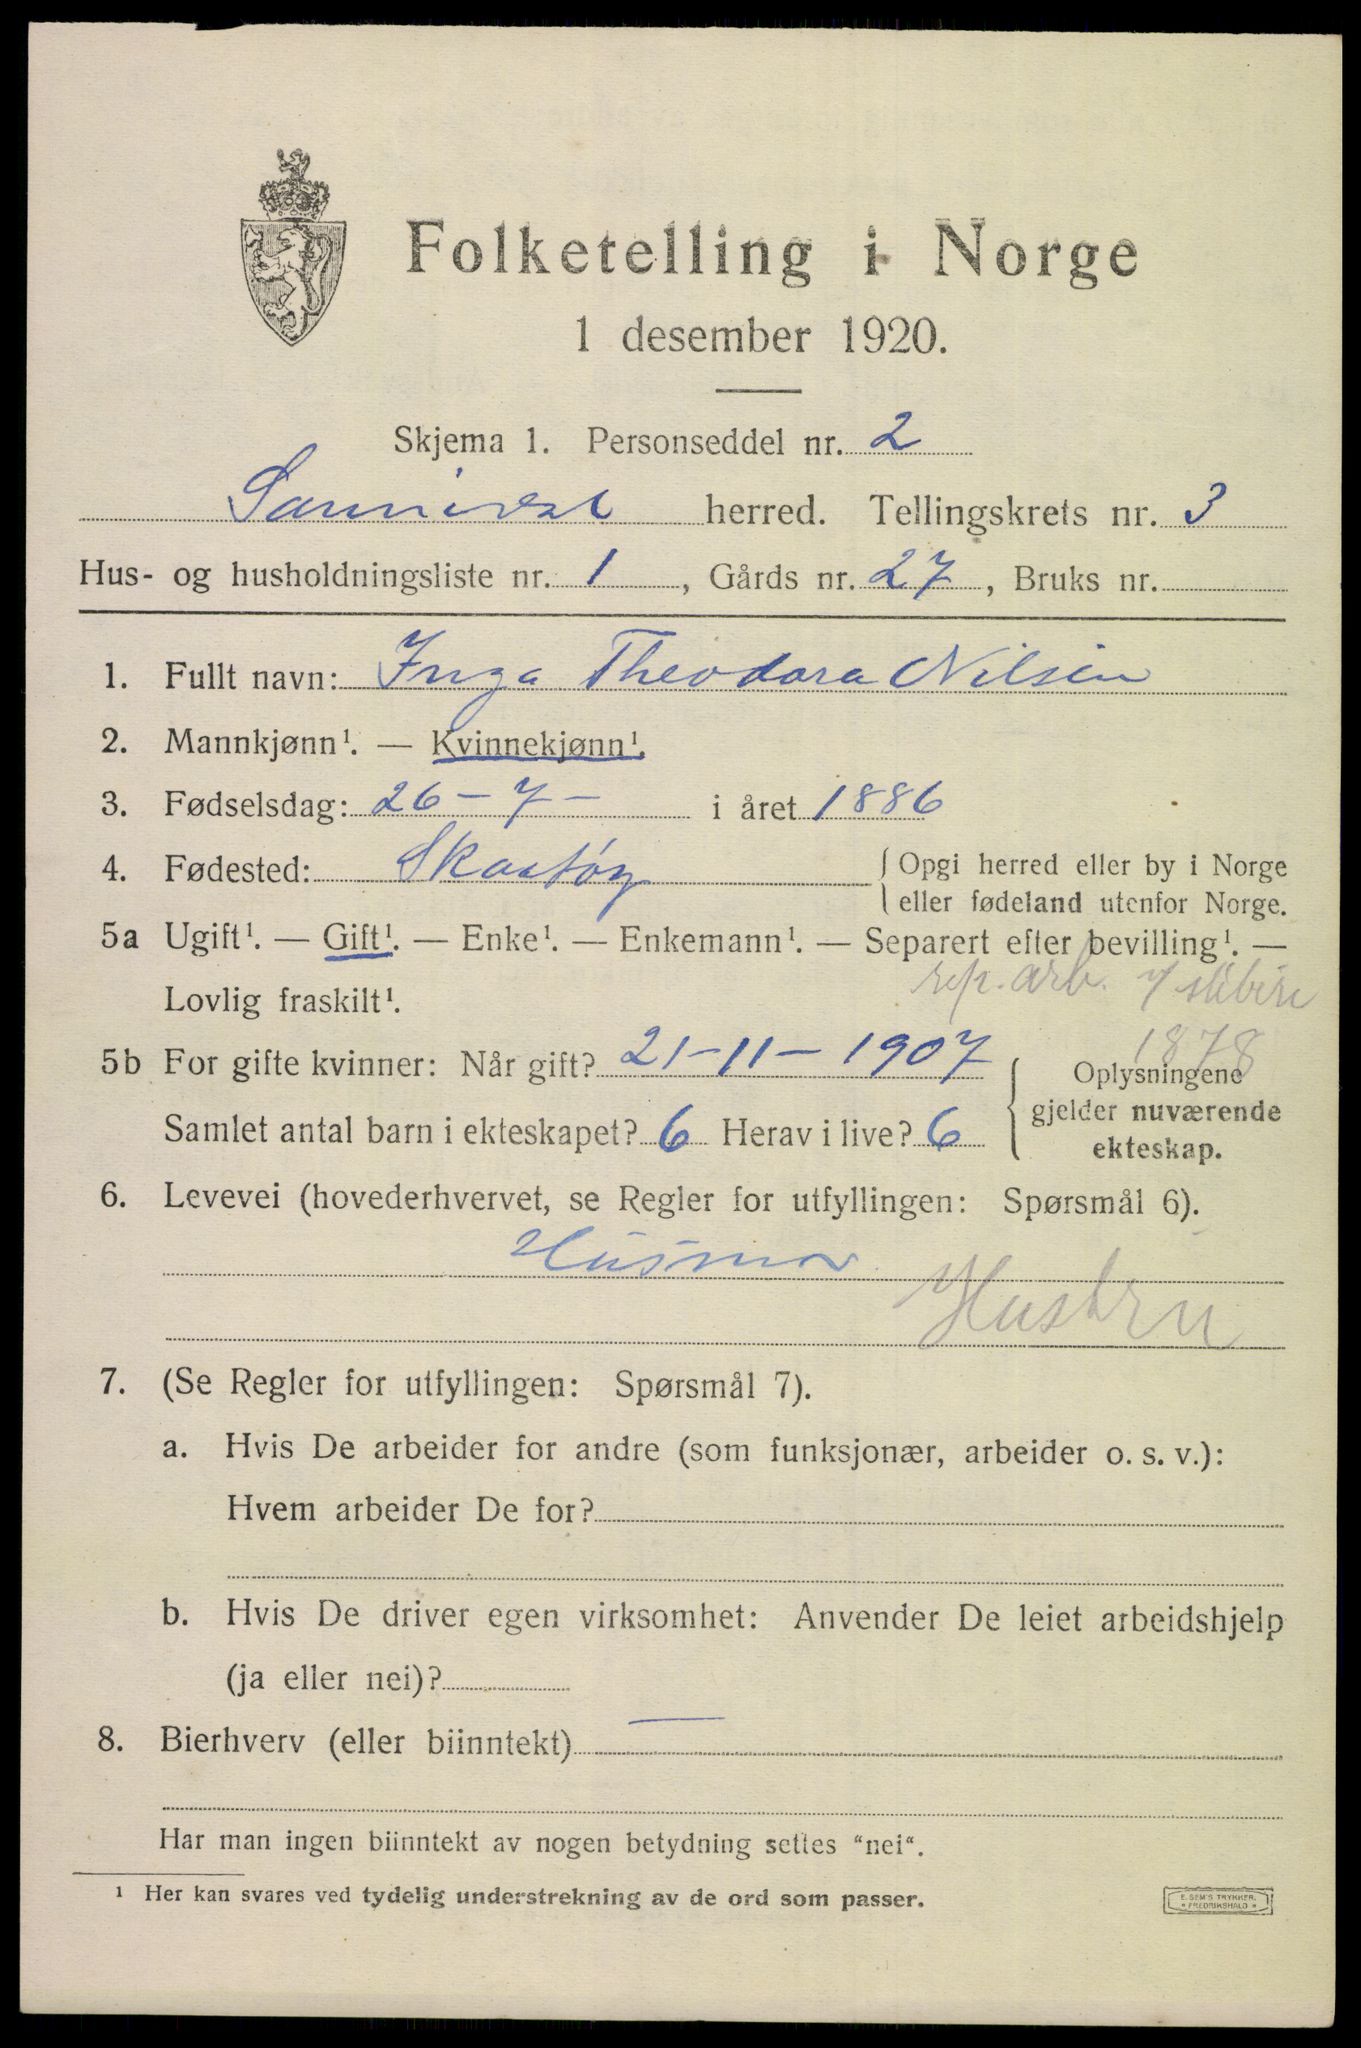 Folketelling i Norge
1 desember 1920.
Skjema 1. Personseddel nr. 2
Sannidal herred. Tellingskrets nr. 3
Hus- og husholdningsliste nr. 1, Gårds nr. 27, Bruks nr.
1. Fullt navn: Inga Theodora Nilsen
2. Mannkjønn¹. — Kvinnekjønn¹.
3. Fødselsdag: 26-7- i året 1886
4. Fødested: Skaatøy { Opgi herred eller by i Norge
eller fødeland utenfor Norge.
5a Ugift¹. — Gift¹. — Enke¹. — Enkemann¹. — Separert efter bevilling¹. —
rep. arb. v/
Lovlig fraskilt¹.
1878
5b For gifte kvinner: Når gift? 21-11-1907 { Oplysningene
gjelder nuværende
Samlet antal barn i ekteskapet? 6 Herav i live? 6
ekteskap.
6. Levevei (hovederhvervet, se Regler for utfyllingen: Spørsmål 6).
Husmor
Hustru
7. (Se Regler for utfyllingen: Spørsmål 7).
a. Hvis De arbeider for andre (som funksjonær, arbeider o. s. v.):
Hvem arbeider De for?
b. Hvis De driver egen virksomhet: Anvender De leiet arbeidshjelp
(ja eller nei)?
8. Bierhverv (eller biinntekt) —
Har man ingen biinntekt av nogen betydning settes "nei".
¹ Her kan svares ved tydelig understrekning av de ord som passer.
E. SEM'S TRYKKER.
* FREDRIKSHALD *